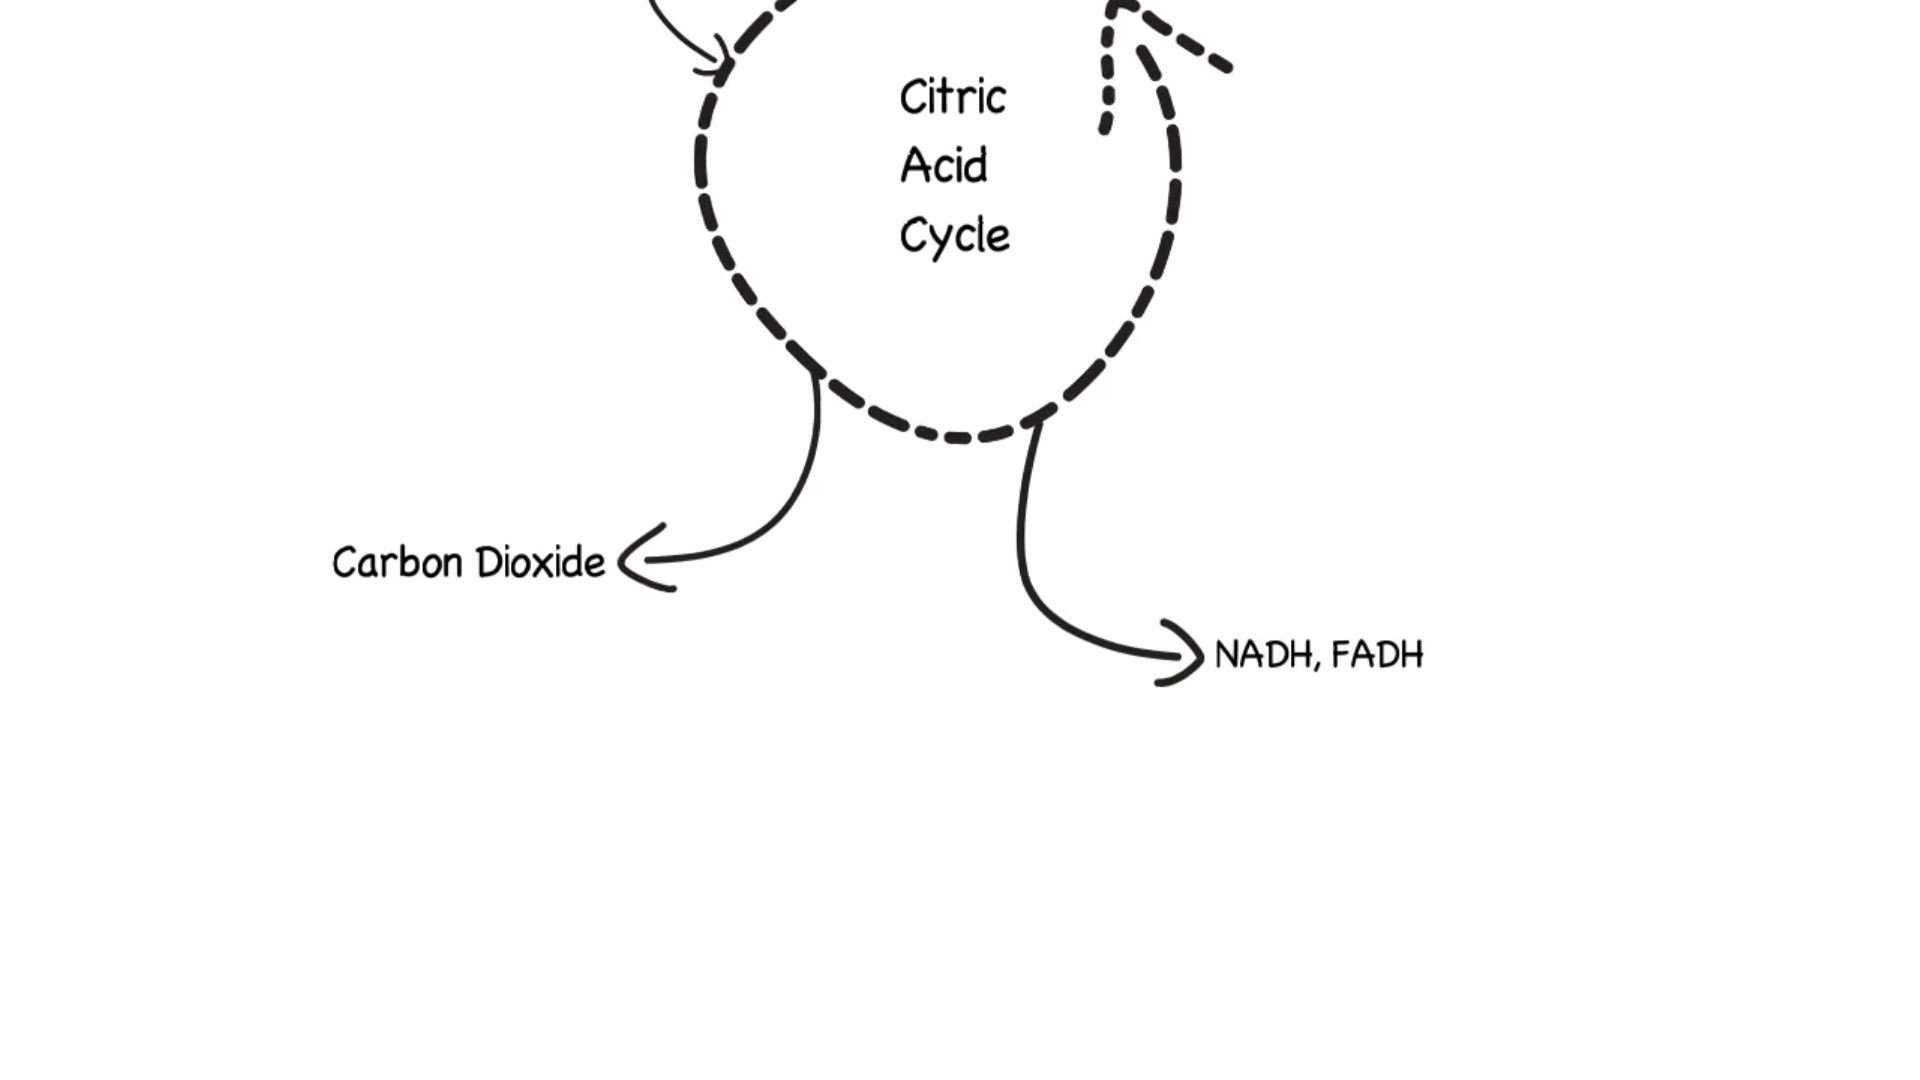 Citric
Acid
Cycle
Carbon Dioxide
NADH, FADH